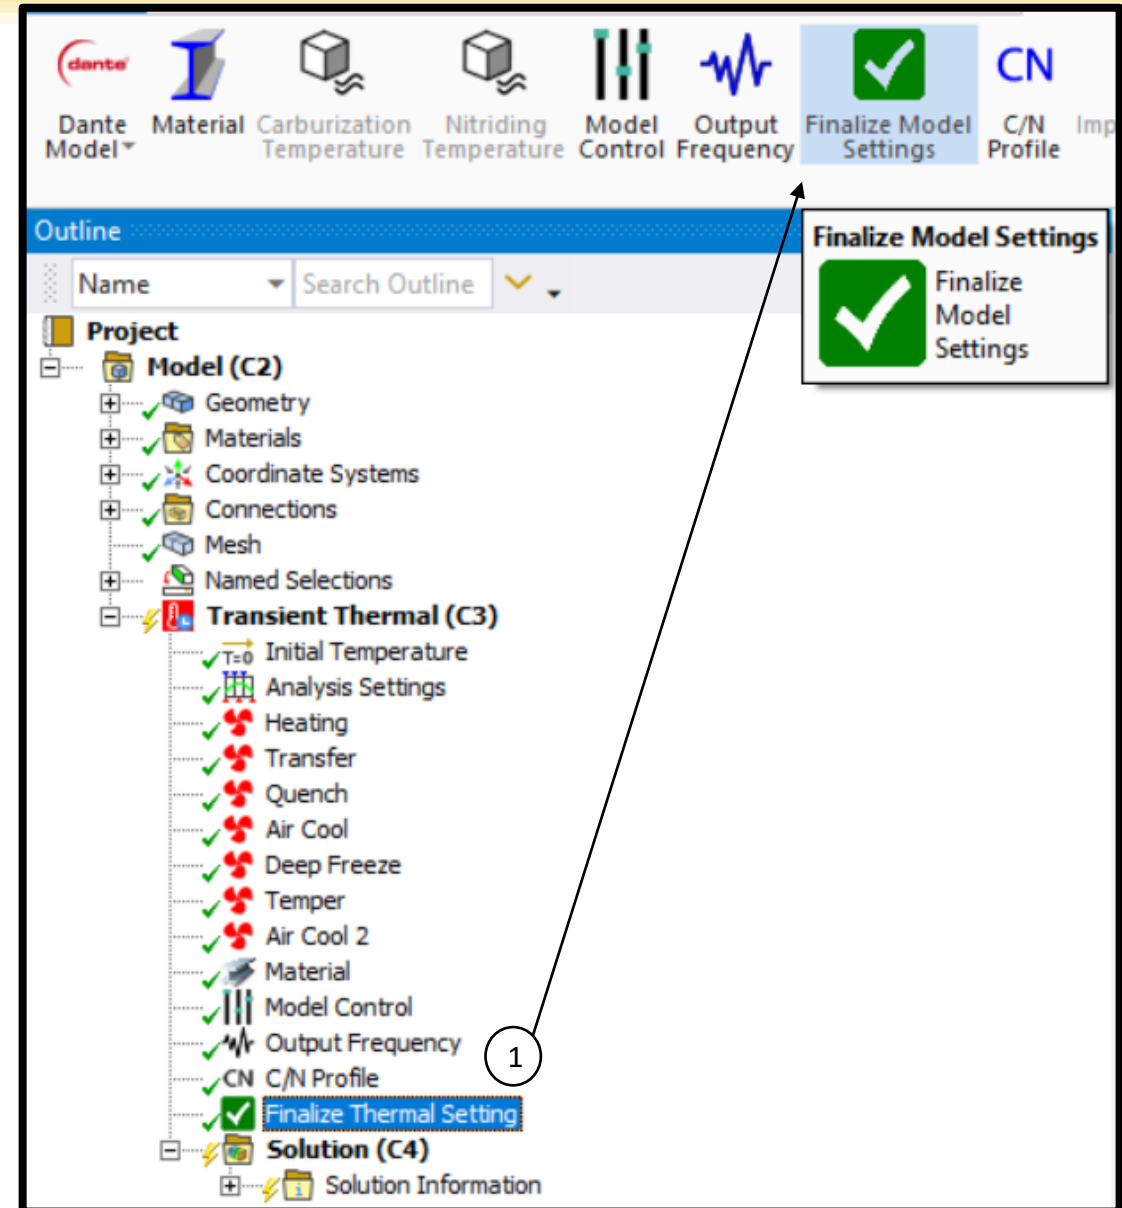 dante
CN
Dante Model
Material
Carburization Temperature
Nitriding Temperature
Model Control
Output Frequency
Finalize Model Settings
C/N Profile
Imp
Outline
Finalize Model Settings
Finalize
Model
Settings
Name
Search Outline
Project
Model (C2)
Geometry
Materials
Coordinate Systems
Connections
Mesh
Named Selections
Transient Thermal (C3)
T=0 Initial Temperature
Analysis Settings
Heating
Transfer
Quench
Air Cool
Deep Freeze
Temper
Air Cool 2
Material
Model Control
Output Frequency
1
CN C/N Profile
Finalize Thermal Setting
Solution (C4)
Solution Information